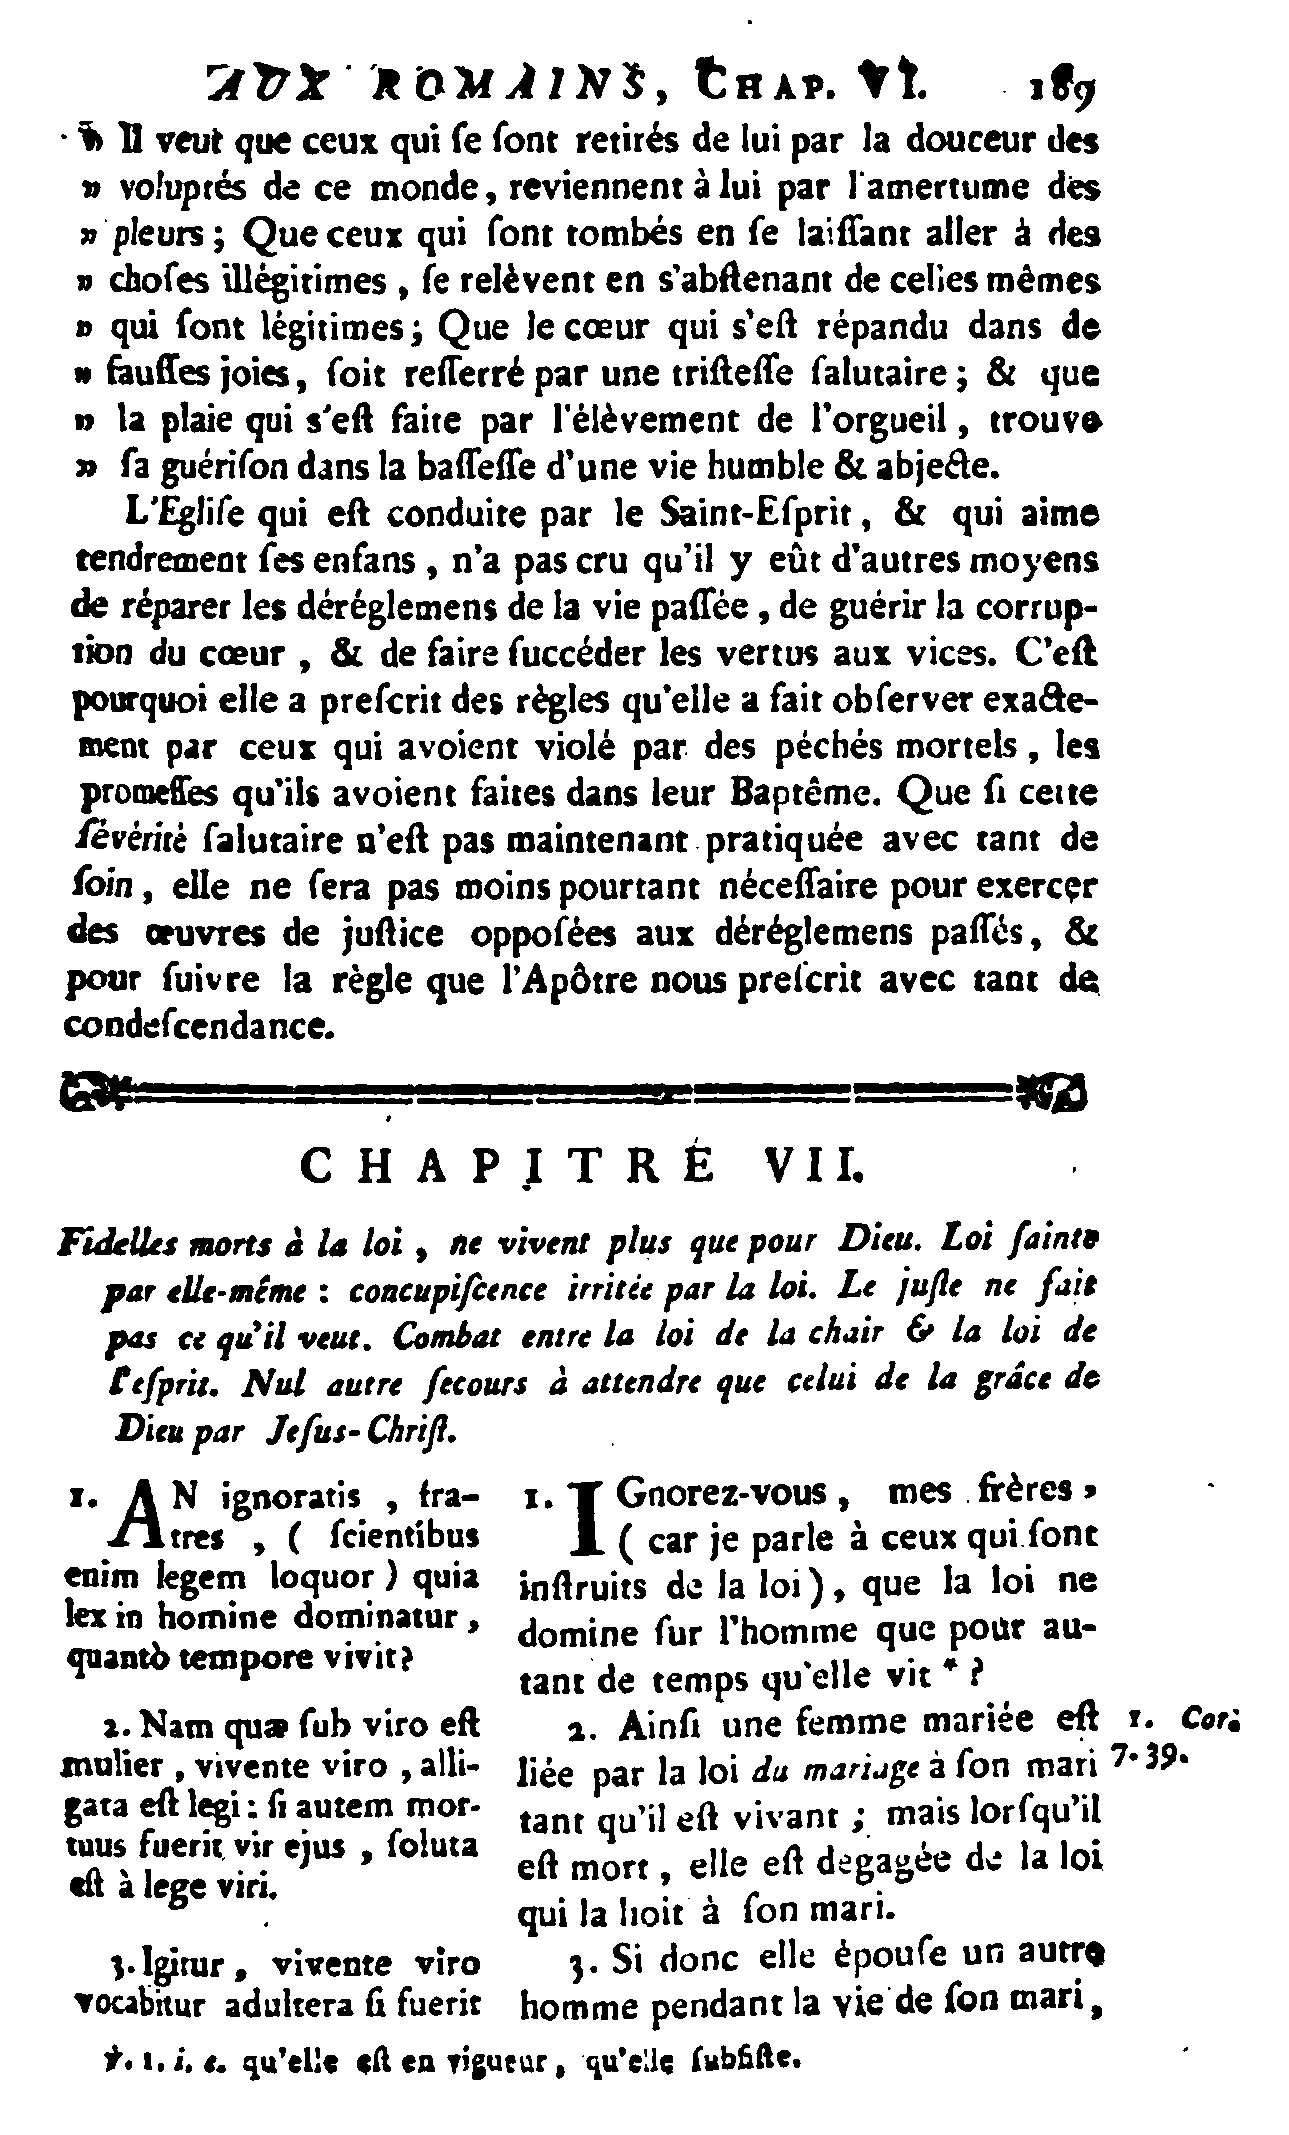 AUX ROMAINS, CHAP. VI. 189
» Il veut que ceux qui ſe ſont retirés de lui par la douceur des
» voluptés de ce monde, reviennent à lui par l'amertume des
» pleurs ; Que ceux qui ſont tombés en ſe laiſſant aller à des
» choſes illégitimes, ſe relèvent en s'abſtenant de celles mêmes
» qui ſont légitimes ; Que le cœur qui s'eſt répandu dans de
» fauſſes joies, ſoit reſſerré par une triſteſſe ſalutaire ; & que
» la plaie qui s'eſt faite par l'élèvement de l'orgueil, trouve
» ſa guériſon dans la baſſeſſe d'une vie humble & abjecte.
L'Egliſe qui eſt conduite par le Saint-Eſprit, & qui aime
tendrement ſes enfans, n'a pas cru qu'il y eût d'autres moyens
de réparer les déréglemens de la vie paſſée, de guérir la corrup-
tion du cœur, & de faire ſuccéder les vertus aux vices. C'eſt
pourquoi elle a preſcrit des règles qu'elle a fait obſerver exacte-
ment par ceux qui avoient violé par des péchés mortels, les
promeſſes qu'ils avoient faites dans leur Baptême. Que ſi cette
ſévérité ſalutaire n'eſt pas maintenant pratiquée avec tant de
ſoin, elle ne ſera pas moins pourtant néceſſaire pour exercer
des œuvres de juſtice oppoſées aux déréglemens paſſés, &
pour ſuivre la règle que l'Apôtre nous preſcrit avec tant de
condeſcendance.
CHAPITRE VII.
Fidelles morts à la loi, ne vivent plus que pour Dieu. Loi ſainte
par elle-même : concupiſcence irritée par la loi. Le juſte ne fait
pas ce qu'il veut. Combat entre la loi de la chair & la loi de
l'eſprit. Nul autre ſecours à attendre que celui de la grâce de
Dieu par Jeſus-Chriſt.
1. AN ignoratis, fra-
tres, ( ſcientibus
enim legem loquor ) quia
lex in homine dominatur,
quantò tempore vivit ?
2. Nam quæ ſub viro eſt
mulier, vivente viro, alli-
gata eſt legi : ſi autem mor-
tuus fuerit vir ejus, ſoluta
eſt à lege viri.
3. Igitur, vivente viro
vocabitur adultera ſi fuerit
1. IGnorez-vous, mes frères,
( car je parle à ceux qui ſont
inſtruits de la loi ), que la loi ne
domine ſur l'homme que pour au-
tant de temps qu'elle vit * ?
2. Ainſi une femme mariée eſt
liée par la loi du mariage à ſon mari
tant qu'il eſt vivant ; mais lorſqu'il
eſt mort, elle eſt dégagée de la loi
qui la lioit à ſon mari.
3. Si donc elle épouſe un autre
homme pendant la vie de ſon mari,
1. Cor.
7. 39.
℣. 1. i. e. qu'elle eſt en vigueur, qu'elle ſubſiſte.